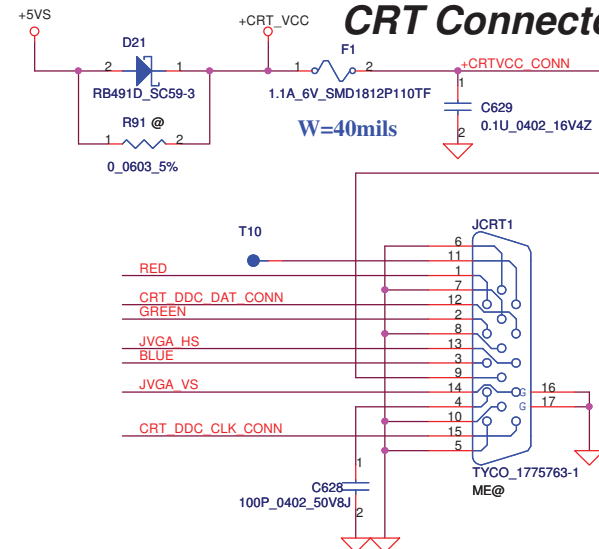 CRT Connecte
+5VS
+CRT_VCC
D21
F1
2
1
1
2
+CRTVCC_CONN
RB491D_SC59-3
1.1A_6V_SMD1812P110TF
1
C629
R91 @
W=40mils
0.1U_0402_16V4Z
1
2
2
0_0603_5%
JCRT1
T10
6
11
RED
1
7
CRT_DDC_DAT_CONN
12
GREEN
2
8
JVGA_HS
13
BLUE
3
9
JVGA_VS
14
G
16
4
G
17
10
CRT_DDC_CLK_CONN
15
5
1
TYCO_1775763-1
C628
ME@
100P_0402_50V8J
2